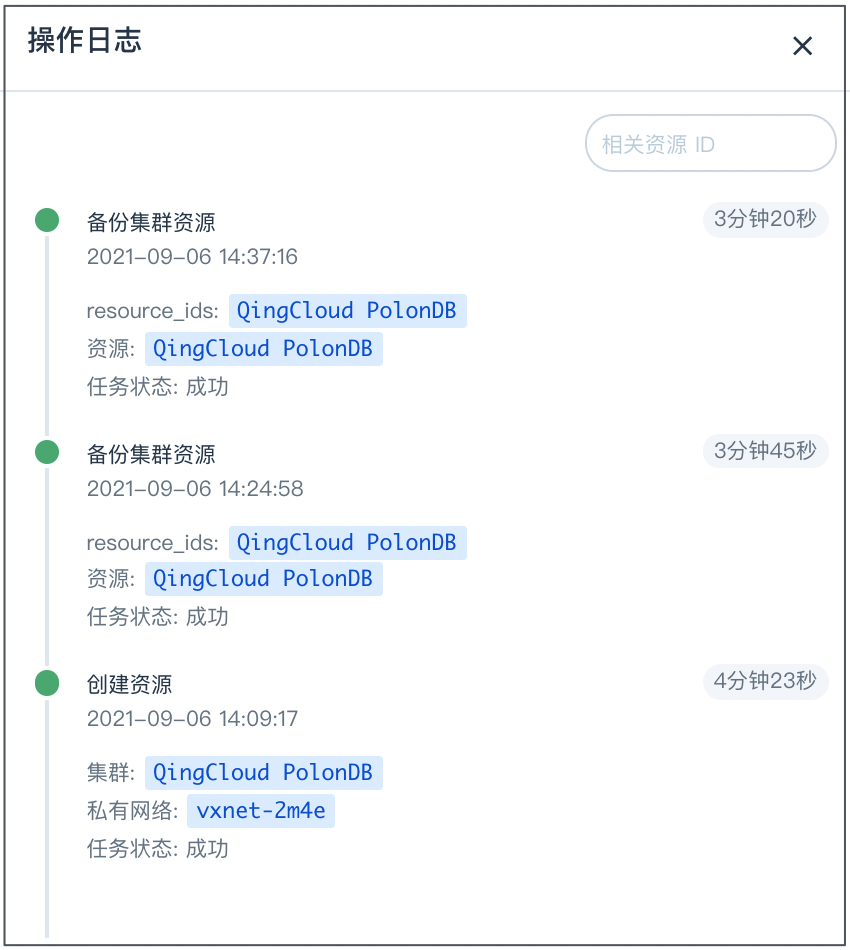 操作日志
相关资源 ID
备份集群资源 3分钟20秒
2021-09-06 14:37:16
resource_ids: QingCloud PolonDB
资源: QingCloud PolonDB
任务状态: 成功
备份集群资源 3分钟45秒
2021-09-06 14:24:58
resource_ids: QingCloud PolonDB
资源: QingCloud PolonDB
任务状态: 成功
创建资源 4分钟23秒
2021-09-06 14:09:17
集群: QingCloud PolonDB
私有网络: vxnet-2m4e
任务状态: 成功